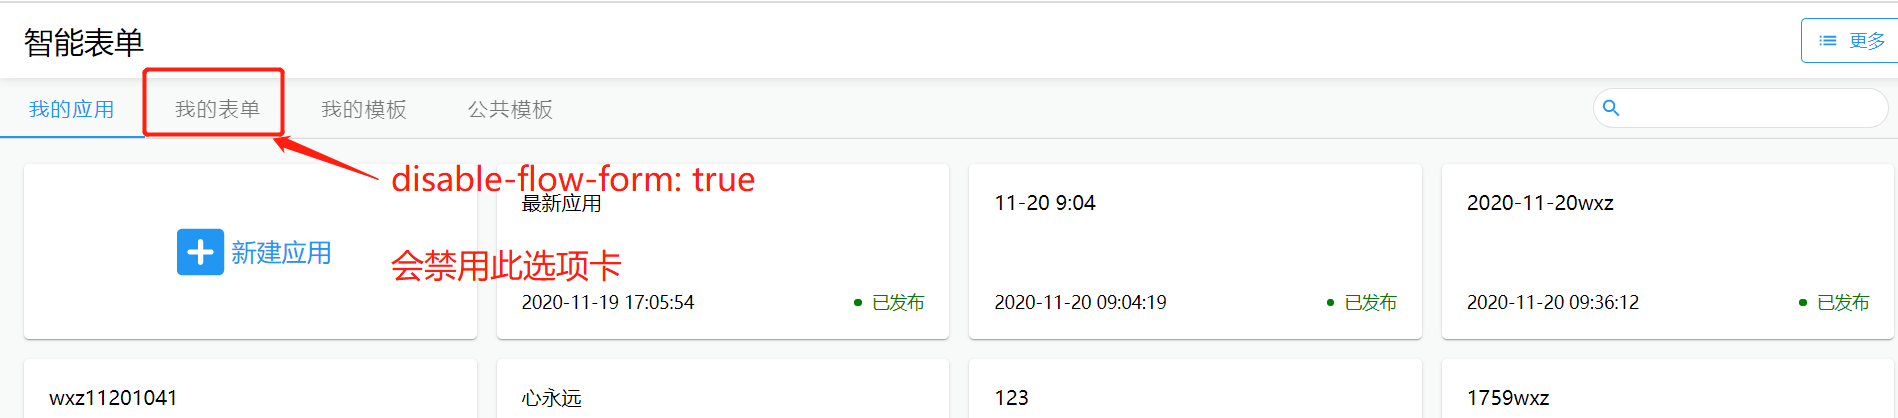 智能表单
更多
我的应用
我的表单
我的模板
公共模板
disable-flow-form: true
会禁用此选项卡
新建应用
最新应用
2020-11-19 17:05:54
已发布
11-20 9:04
2020-11-20 09:04:19
已发布
2020-11-20wxz
2020-11-20 09:36:12
已发布
wxz11201041
心永远
123
1759wxz